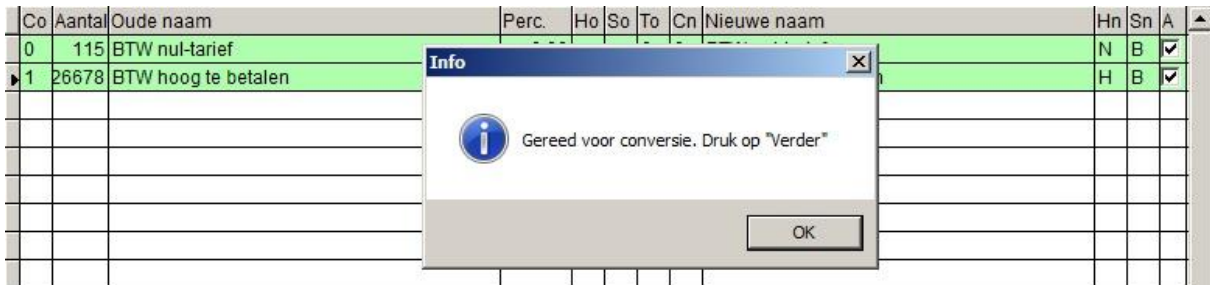 Co Aantal Oude naam Perc. Ho So To Cn Nieuwe naam Hn Sn A
0 115 BTW nul-tarief N B
1 26678 BTW hoog te betalen H B
Info
Gereed voor conversie. Druk op "Verder"
OK